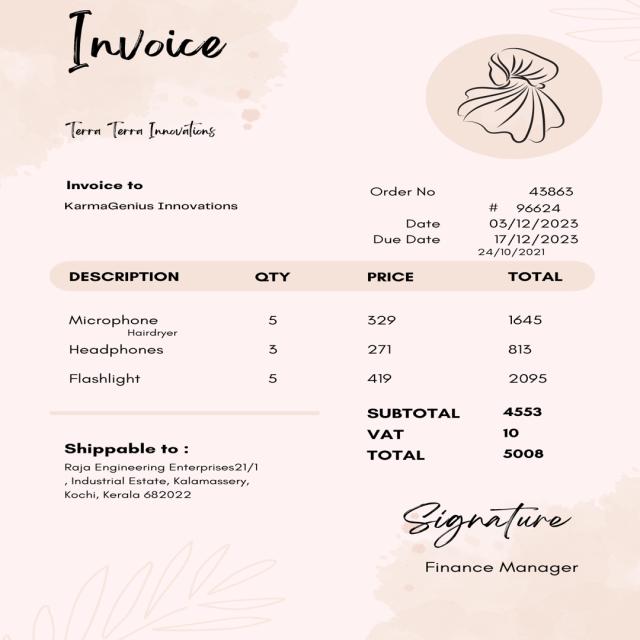 Invoice
Terra Terra Innovations
Invoice to
KarmaGenius Innovations
Order No 43863
# 96624
Date 03/12/2023
Due Date 17/12/2023
24/10/2021
DESCRIPTION QTY PRICE TOTAL
Microphone 5 329 1645
Hairdryer
Headphones 3 271 813
Flashlight 5 419 2095
SUBTOTAL 4553
VAT 10
TOTAL 5008
Shippable to :
Raja Engineering Enterprises21/1
, Industrial Estate, Kalamassery,
Kochi, Kerala 682022
Signature
Finance Manager